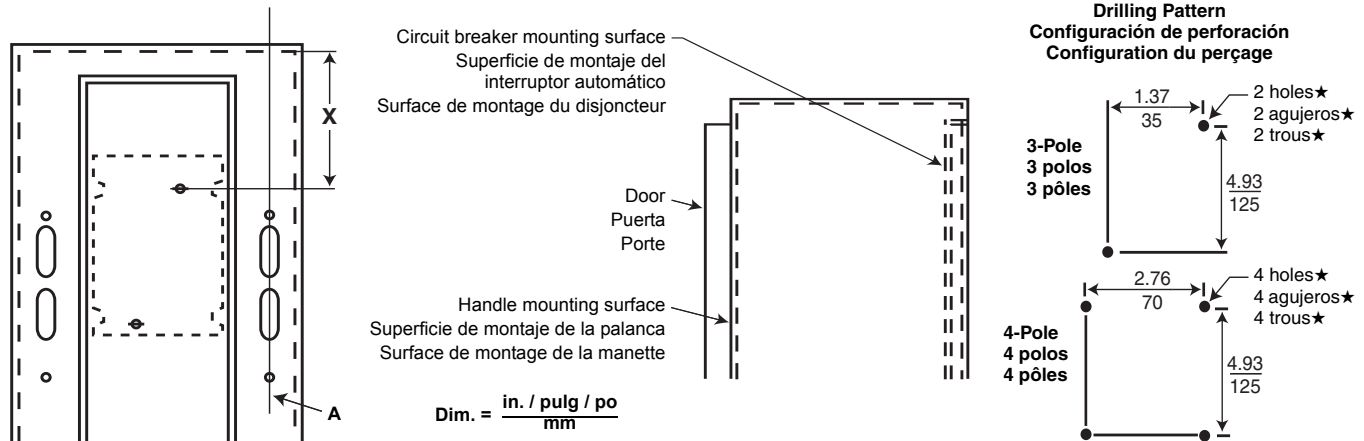 X
A
Circuit breaker mounting surface
Superficie de montaje del
interruptor automático
Surface de montage du disjoncteur
Door
Puerta
Porte
Handle mounting surface
Superficie de montaje de la palanca
Surface de montage de la manette
Dim. = in. / pulg / po
mm
Drilling Pattern
Configuración de perforación
Configuration du perçage
1.37
35
2 holes★
2 agujeros★
2 trous★
3-Pole
3 polos
3 pôles
4.93
125
2.76
70
4 holes★
4 agujeros★
4 trous★
4-Pole
4 polos
4 pôles
4.93
125